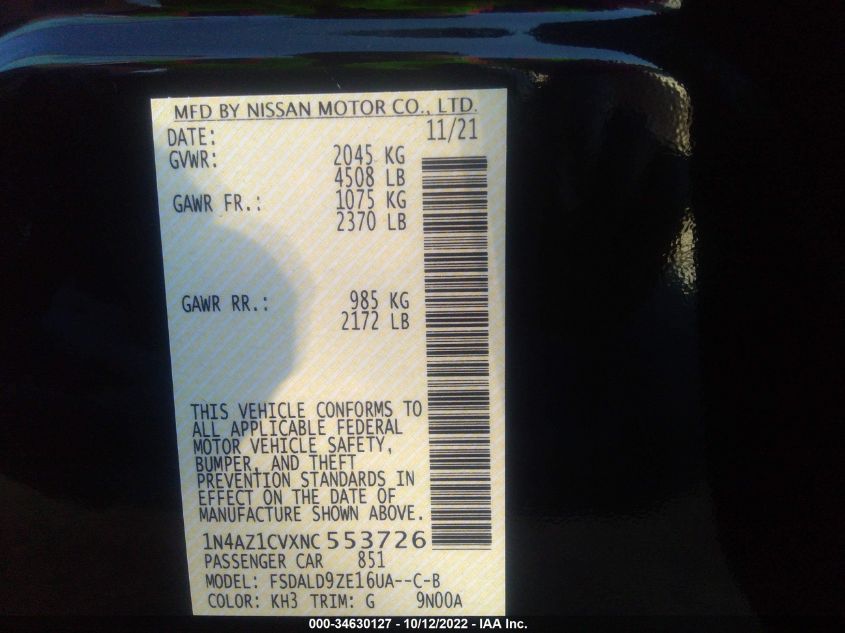 MFD BY NISSAN MOTOR CO., LTD.
DATE: 11/21
GVWR: 2045 KG
4508 LB
GAWR FR.: 1075 KG
2370 LB
GAWR RR.: 985 KG
2172 LB
THIS VEHICLE CONFORMS TO
ALL APPLICABLE FEDERAL
MOTOR VEHICLE SAFETY,
BUMPER, AND THEFT
PREVENTION STANDARDS IN
EFFECT ON THE DATE OF
MANUFACTURE SHOWN ABOVE.
1N4AZ1CVXNC 553726
PASSENGER CAR 851
MODEL: FSDALD9ZE16UA--C-B
COLOR: KH3 TRIM: G 9N00A
000-34630127 - 10/12/2022 - IAA Inc.